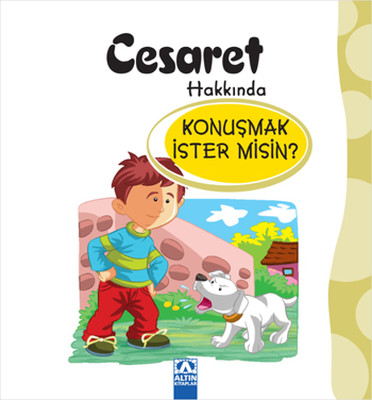 Cesaret
Hakkında
KONUŞMAK
İSTER MİSİN?
ALTIN
KİTAPLAR